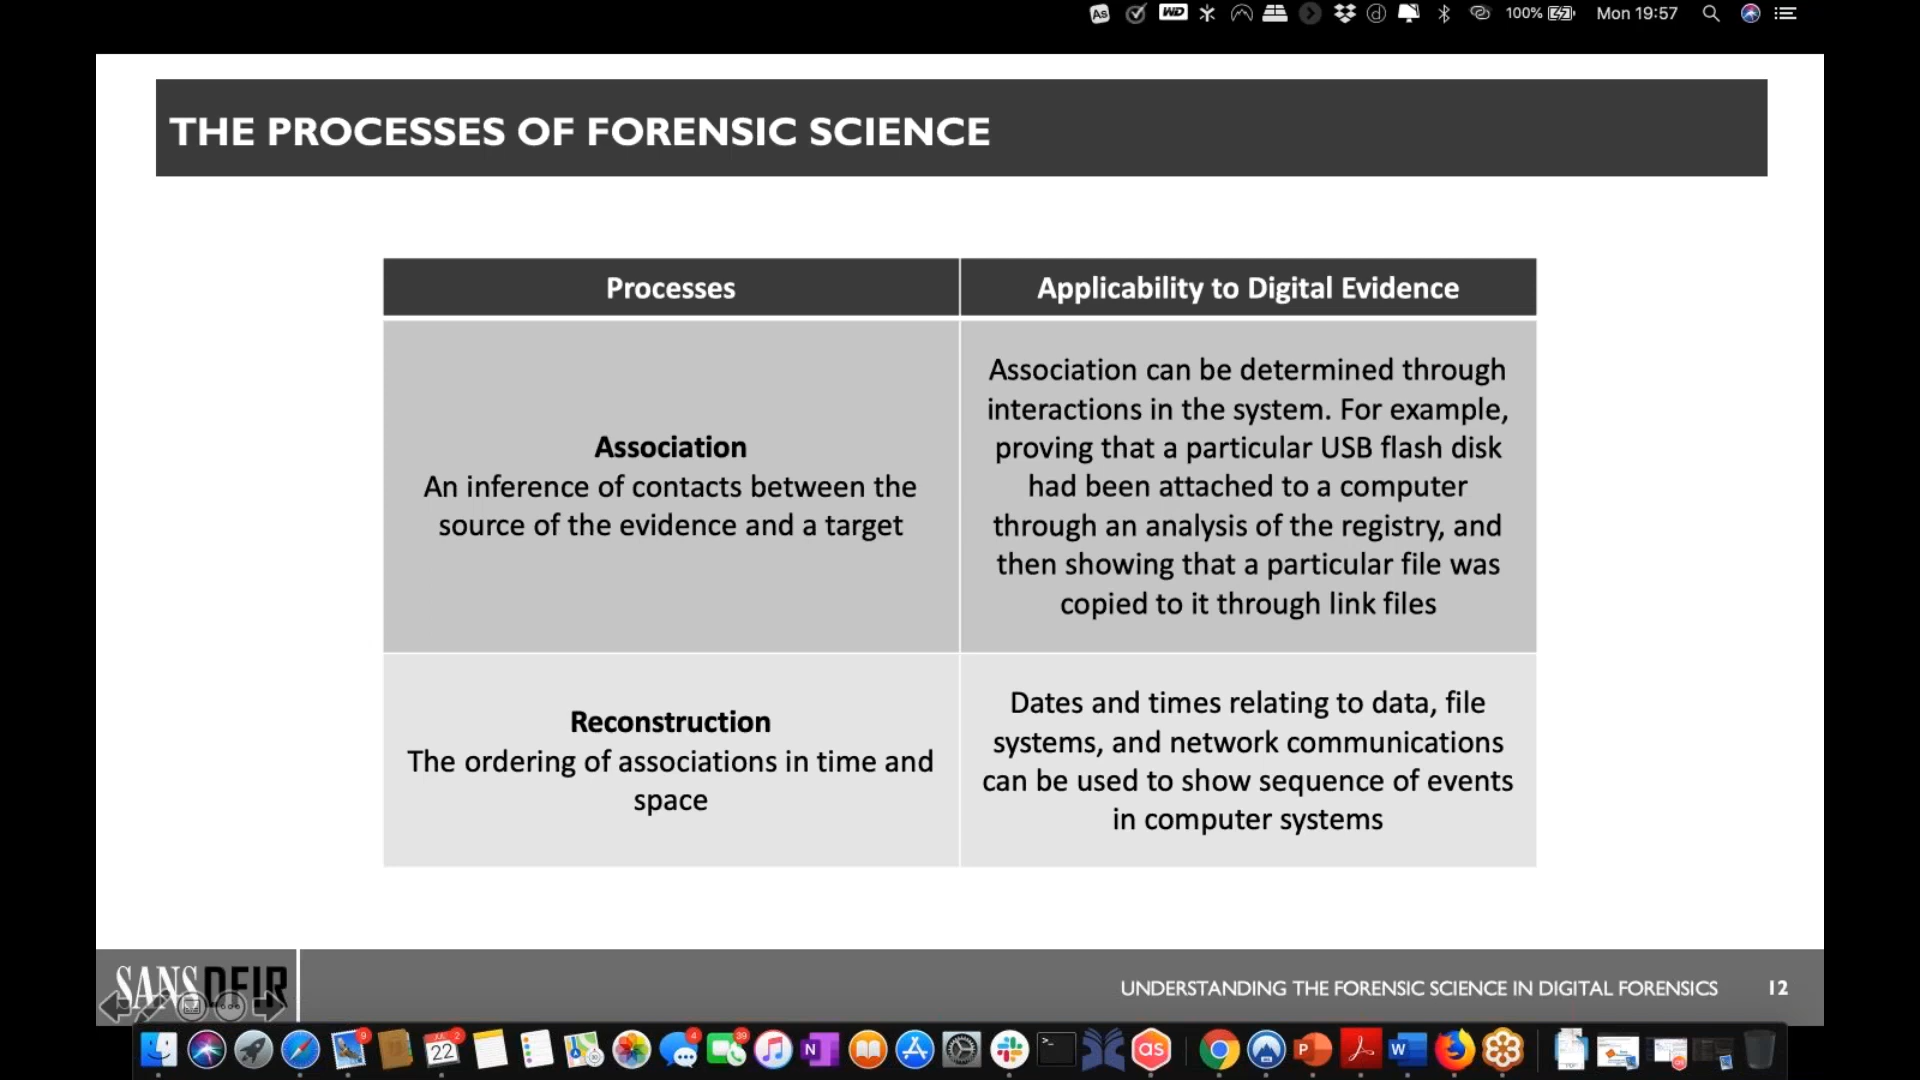 100% Mon 19:57
THE PROCESSES OF FORENSIC SCIENCE
Processes
Applicability to Digital Evidence
Association
An inference of contacts between the
source of the evidence and a target
Association can be determined through
interactions in the system. For example,
proving that a particular USB flash disk
had been attached to a computer
through an analysis of the registry, and
then showing that a particular file was
copied to it through link files
Reconstruction
The ordering of associations in time and
space
Dates and times relating to data, file
systems, and network communications
can be used to show sequence of events
in computer systems
SANS DFIR
UNDERSTANDING THE FORENSIC SCIENCE IN DIGITAL FORENSICS 12
22